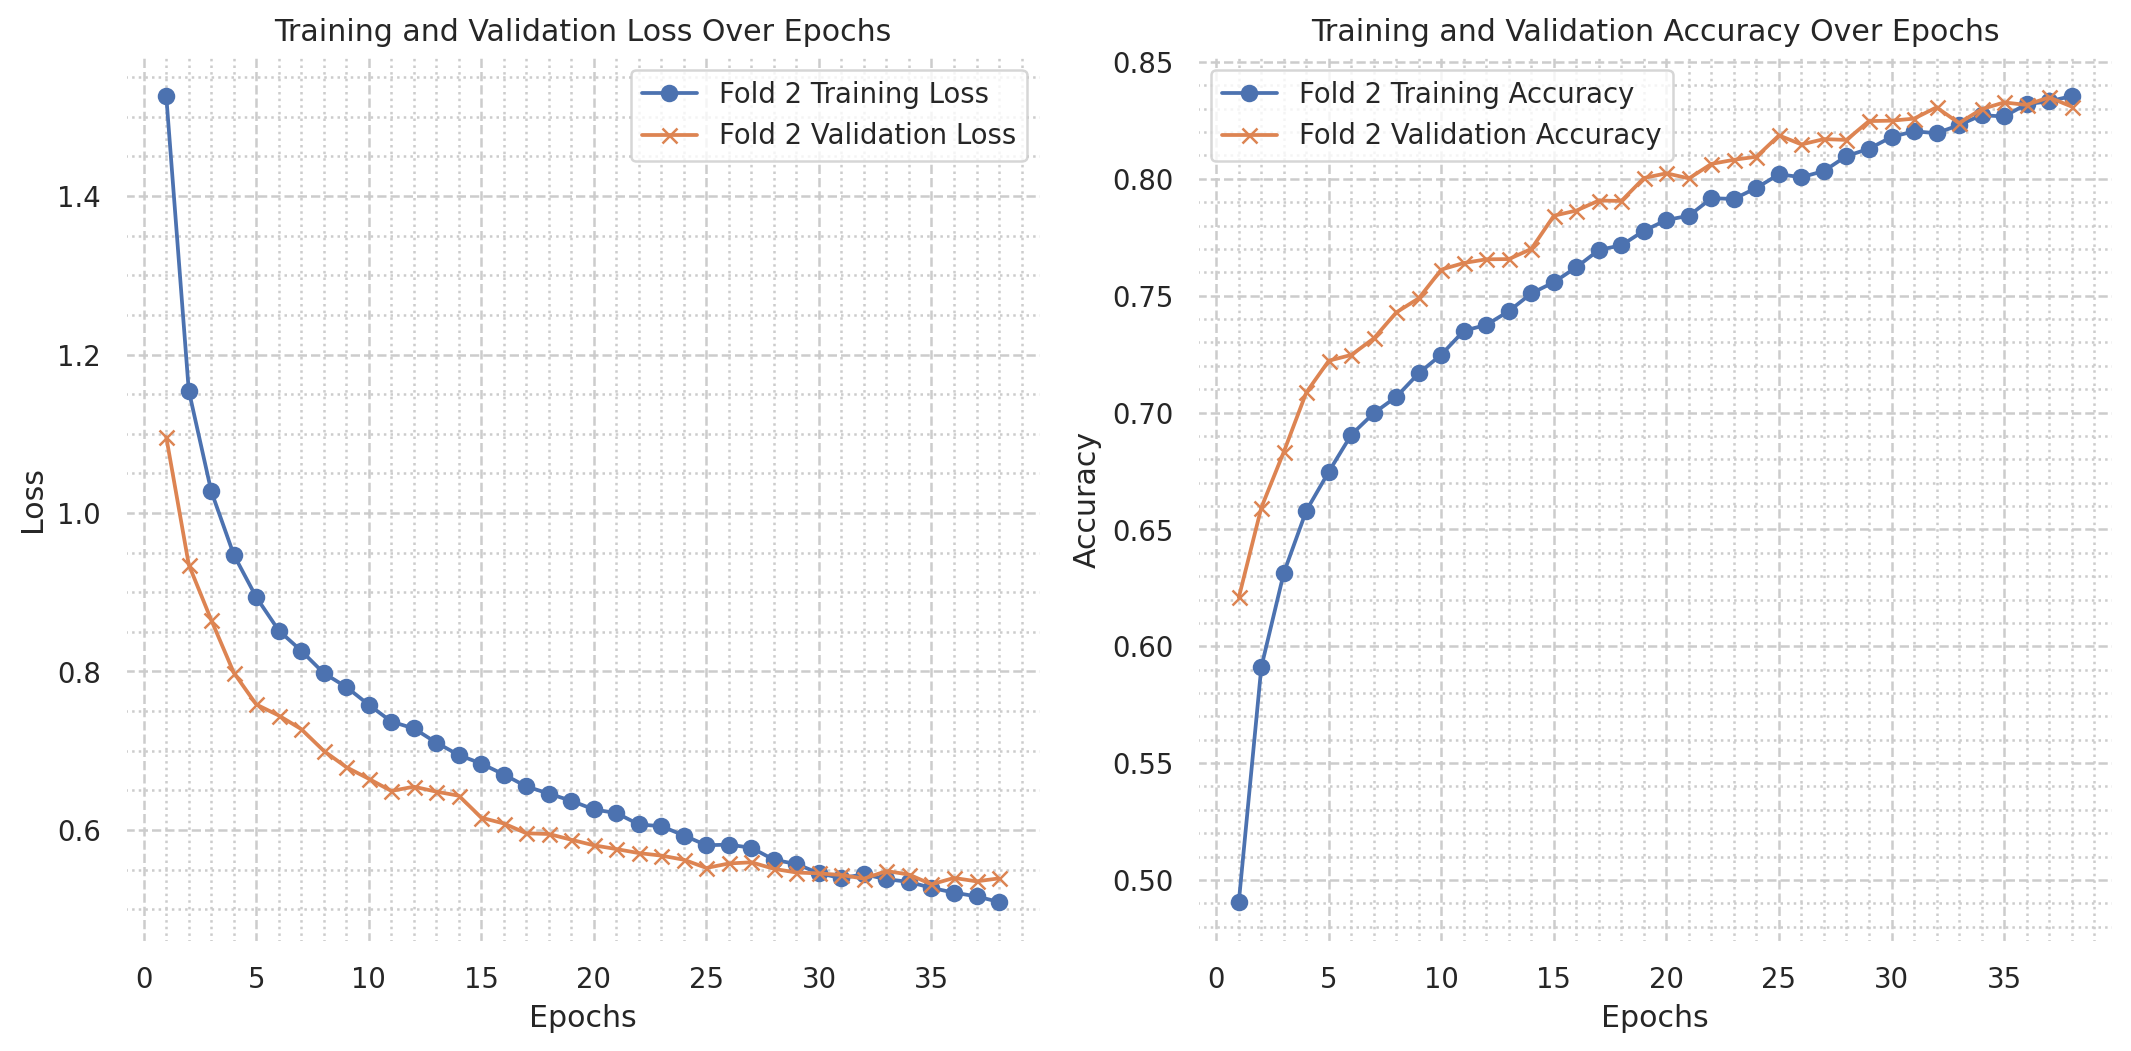 Training and Validation Loss Over Epochs
Fold 2 Training Loss
Fold 2 Validation Loss
Loss
1.4
1.2
1.0
0.8
0.6
0 5 10 15 20 25 30 35
Epochs
Training and Validation Accuracy Over Epochs
Fold 2 Training Accuracy
Fold 2 Validation Accuracy
Accuracy
0.85
0.80
0.75
0.70
0.65
0.60
0.55
0.50
0 5 10 15 20 25 30 35
Epochs